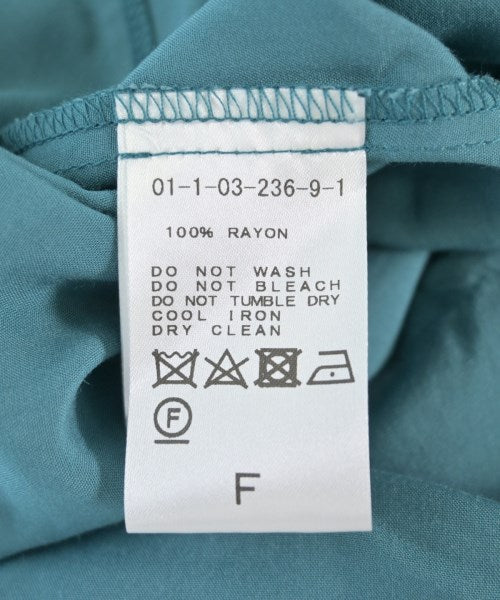 01-1-03-236-9-1
100% RAYON
DO NOT WASH
DO NOT BLEACH
DO NOT TUMBLE DRY
COOL IRON
DRY CLEAN
F
F